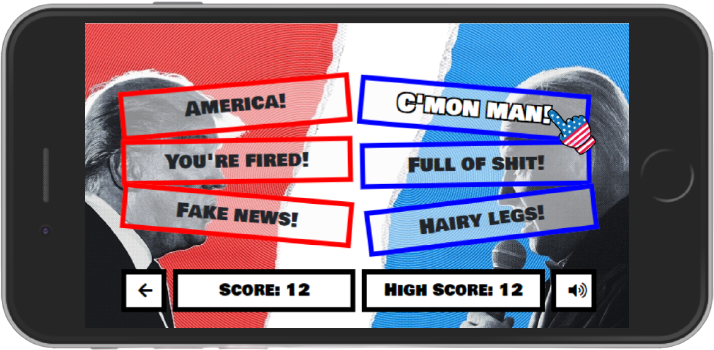 AMERICA!
C'MON MAN!
YOU'RE FIRED!
FULL OF SHIT!
FAKE NEWS!
HAIRY LEGS!
SCORE: 12
HIGH SCORE: 12